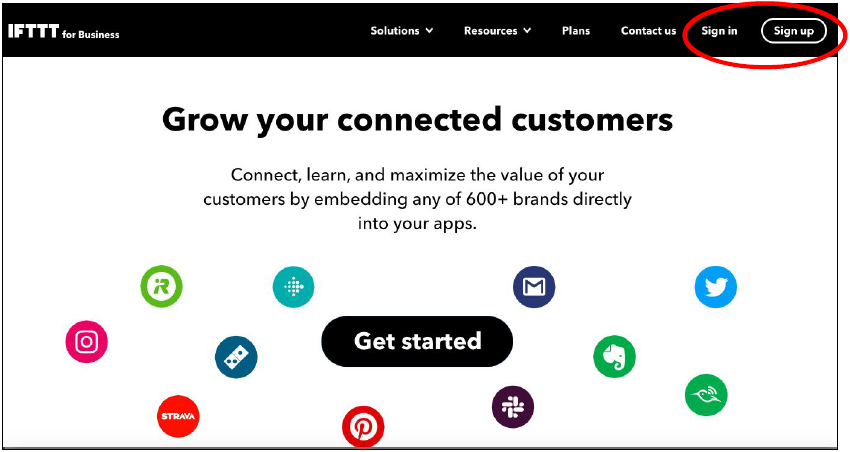 IFTTT for Business
Solutions Resources Plans Contact us Sign in Sign up
Grow your connected customers
Connect, learn, and maximize the value of your
customers by embedding any of 600+ brands directly
into your apps.
Get started
STRAVA